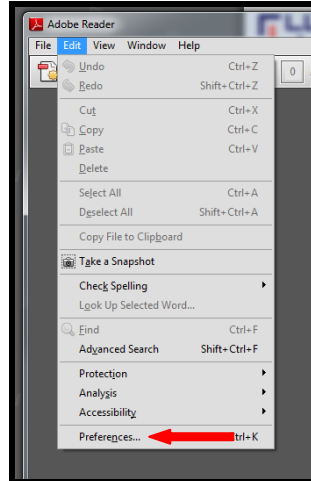 Adobe Reader
File Edit View Window Help
0
Undo Ctrl+Z
Redo Shift+Ctrl+Z
Cut Ctrl+X
Copy Ctrl+C
Paste Ctrl+V
Delete
Select All Ctrl+A
Deselect All Shift+Ctrl+A
Copy File to Clipboard
Take a Snapshot
Check Spelling
Look Up Selected Word...
Find Ctrl+F
Advanced Search Shift+Ctrl+F
Protection
Analysis
Accessibility
Preferences... trl+K